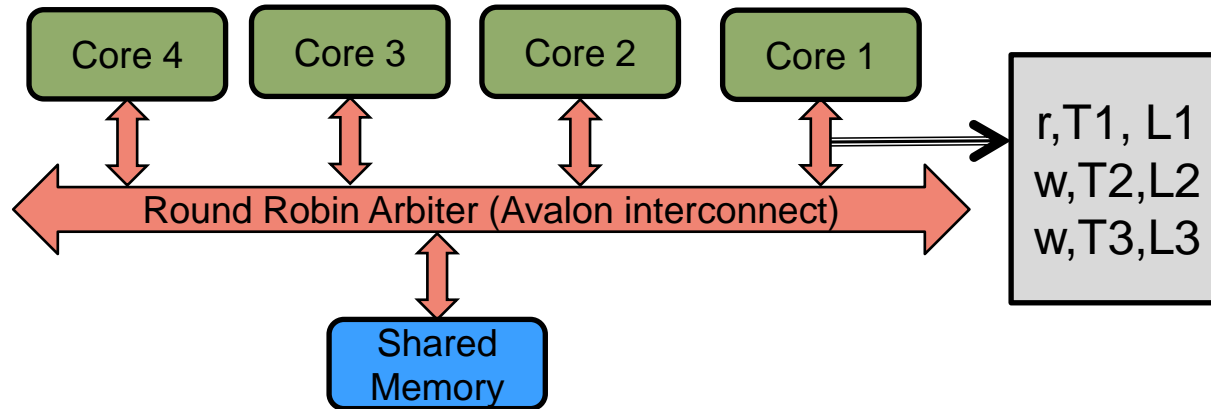 Core 4
Core 3
Core 2
Core 1
r,T1, L1
w,T2,L2
w,T3,L3
Round Robin Arbiter (Avalon interconnect)
Shared
Memory